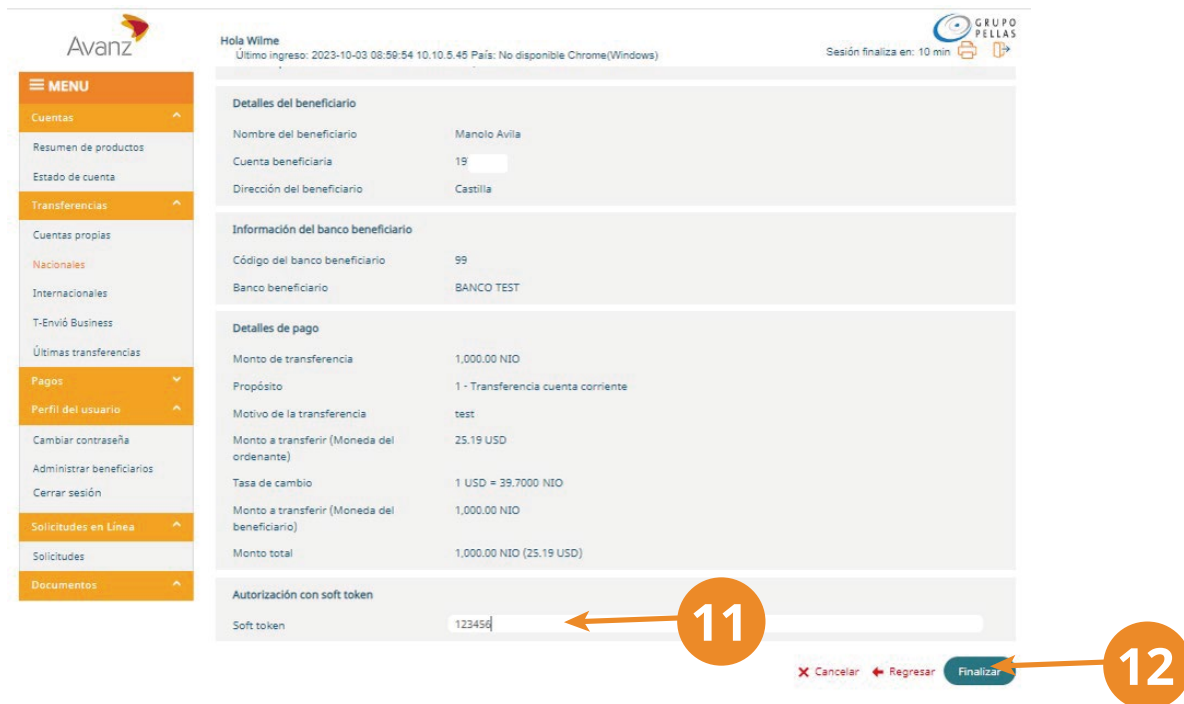 Avanz
Hola Wilme
Último ingreso: 2023-10-03 08:59:54 10.10.5.45 País: No disponible Chrome(Windows)
GRUPO
PELLAS
Sesión finaliza en: 10 min
MENU
Cuentas
Resumen de productos
Estado de cuenta
Transferencias
Cuentas propias
Nacionales
Internacionales
T-Envió Business
Últimas transferencias
Pagos
Perfil del usuario
Cambiar contraseña
Administrar beneficiarios
Cerrar sesión
Solicitudes en Línea
Solicitudes
Documentos
Detalles del beneficiario
Nombre del beneficiario Manolo Avila
Cuenta beneficiaria 19
Dirección del beneficiario Castilla
Información del banco beneficiario
Código del banco beneficiario 99
Banco beneficiario BANCO TEST
Detalles de pago
Monto de transferencia 1,000.00 NIO
Propósito 1 - Transferencia cuenta corriente
Motivo de la transferencia test
Monto a transferir (Moneda del 25.19 USD
ordenante)
Tasa de cambio 1 USD = 39.7000 NIO
Monto a transferir (Moneda del 1,000.00 NIO
beneficiario)
Monto total 1,000.00 NIO (25.19 USD)
Autorización con soft token
Soft token 123456
11
Cancelar Regresar Finalizar
12